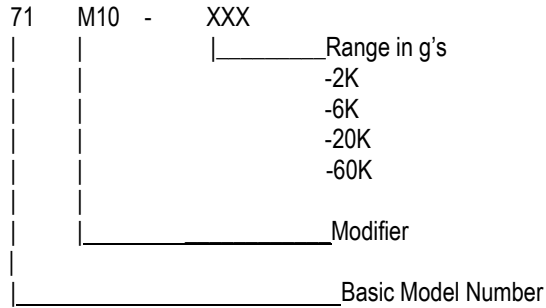 71 M10 - XXX
Range in g's
-2K
-6K
-20K
-60K
Modifier
Basic Model Number